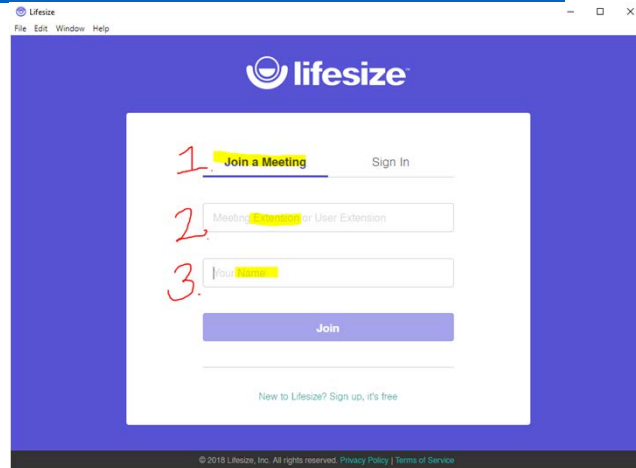 Lifesize
File Edit Window Help
lifesize
1. Join a Meeting Sign In
2. Meeting Extension or User Extension
3. Your Name
Join
New to Lifesize? Sign up, it's free
© 2018 Lifesize, Inc. All rights reserved. Privacy Policy | Terms of Service